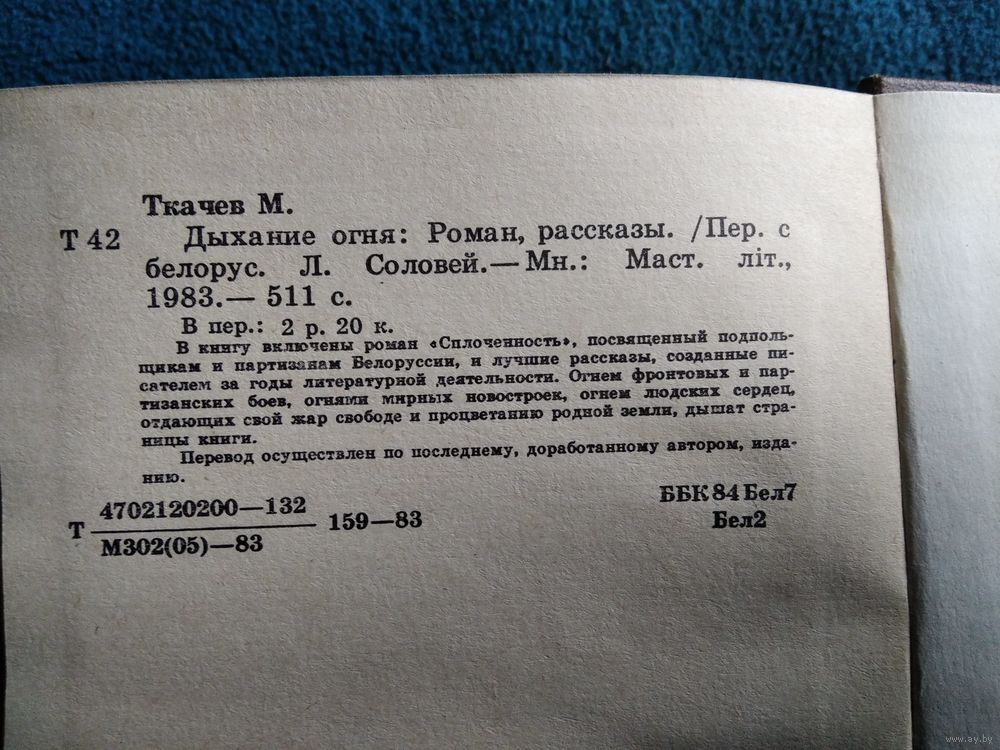 Ткачев М.
Т 42 Дыхание огня: Роман, рассказы. /Пер. с
белорус. Л. Соловей.— Мн.: Маст. літ.,
1983.— 511 с.
В пер.: 2 р. 20 к.
В книгу включены роман «Сплоченность», посвященный подполь-
щикам и партизанам Белоруссии, и лучшие рассказы, созданные пи-
сателем за годы литературной деятельности. Огнем фронтовых и пар-
тизанских боев, огнями мирных новостроек, огнем людских сердец,
отдающих свой жар свободе и процветанию родной земли, дышат стра-
ницы книги.
Перевод осуществлен по последнему, доработанному автором, изда-
нию.
4702120200—132
Т 159—83
М302(05)—83
ББК 84 Бел7
Бел2
www.ay.by